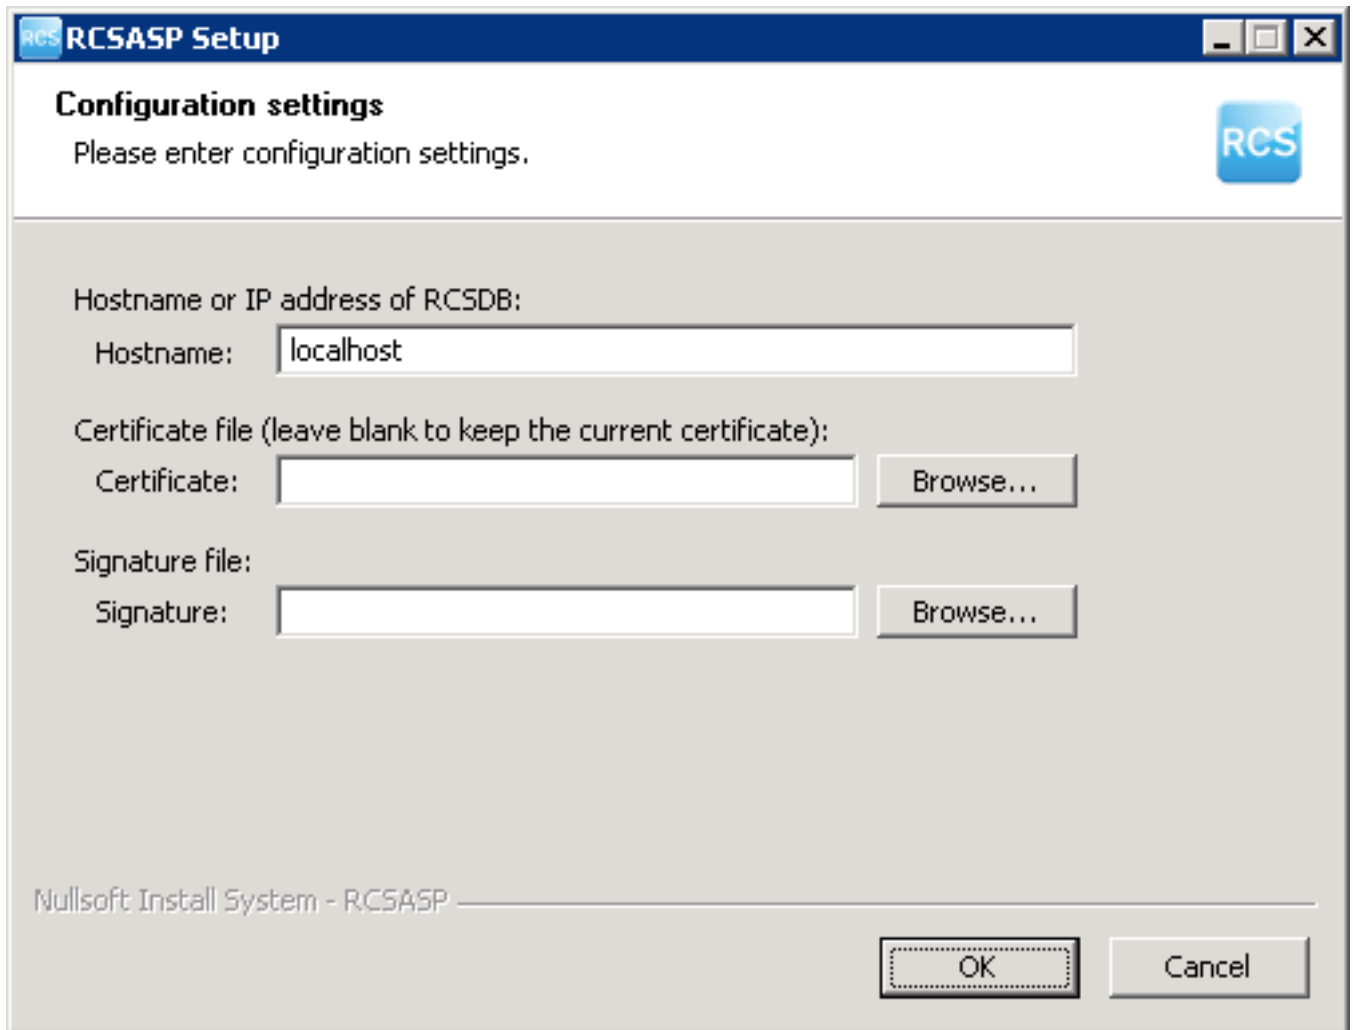 RCS RCSASP Setup
Configuration settings
Please enter configuration settings.
RCS
Hostname or IP address of RCSDB:
Hostname: localhost
Certificate file (leave blank to keep the current certificate):
Certificate: Browse...
Signature file:
Signature: Browse...
Nullsoft Install System - RCSASP
OK Cancel